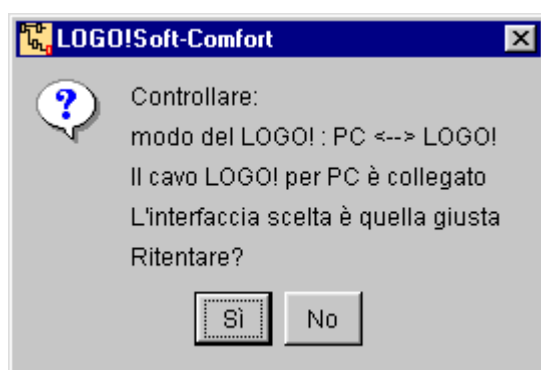 LOGO!Soft-Comfort
Controllare:
modo del LOGO! : PC <--> LOGO!
Il cavo LOGO! per PC è collegato
L'interfaccia scelta è quella giusta
Ritentare?
Sì No